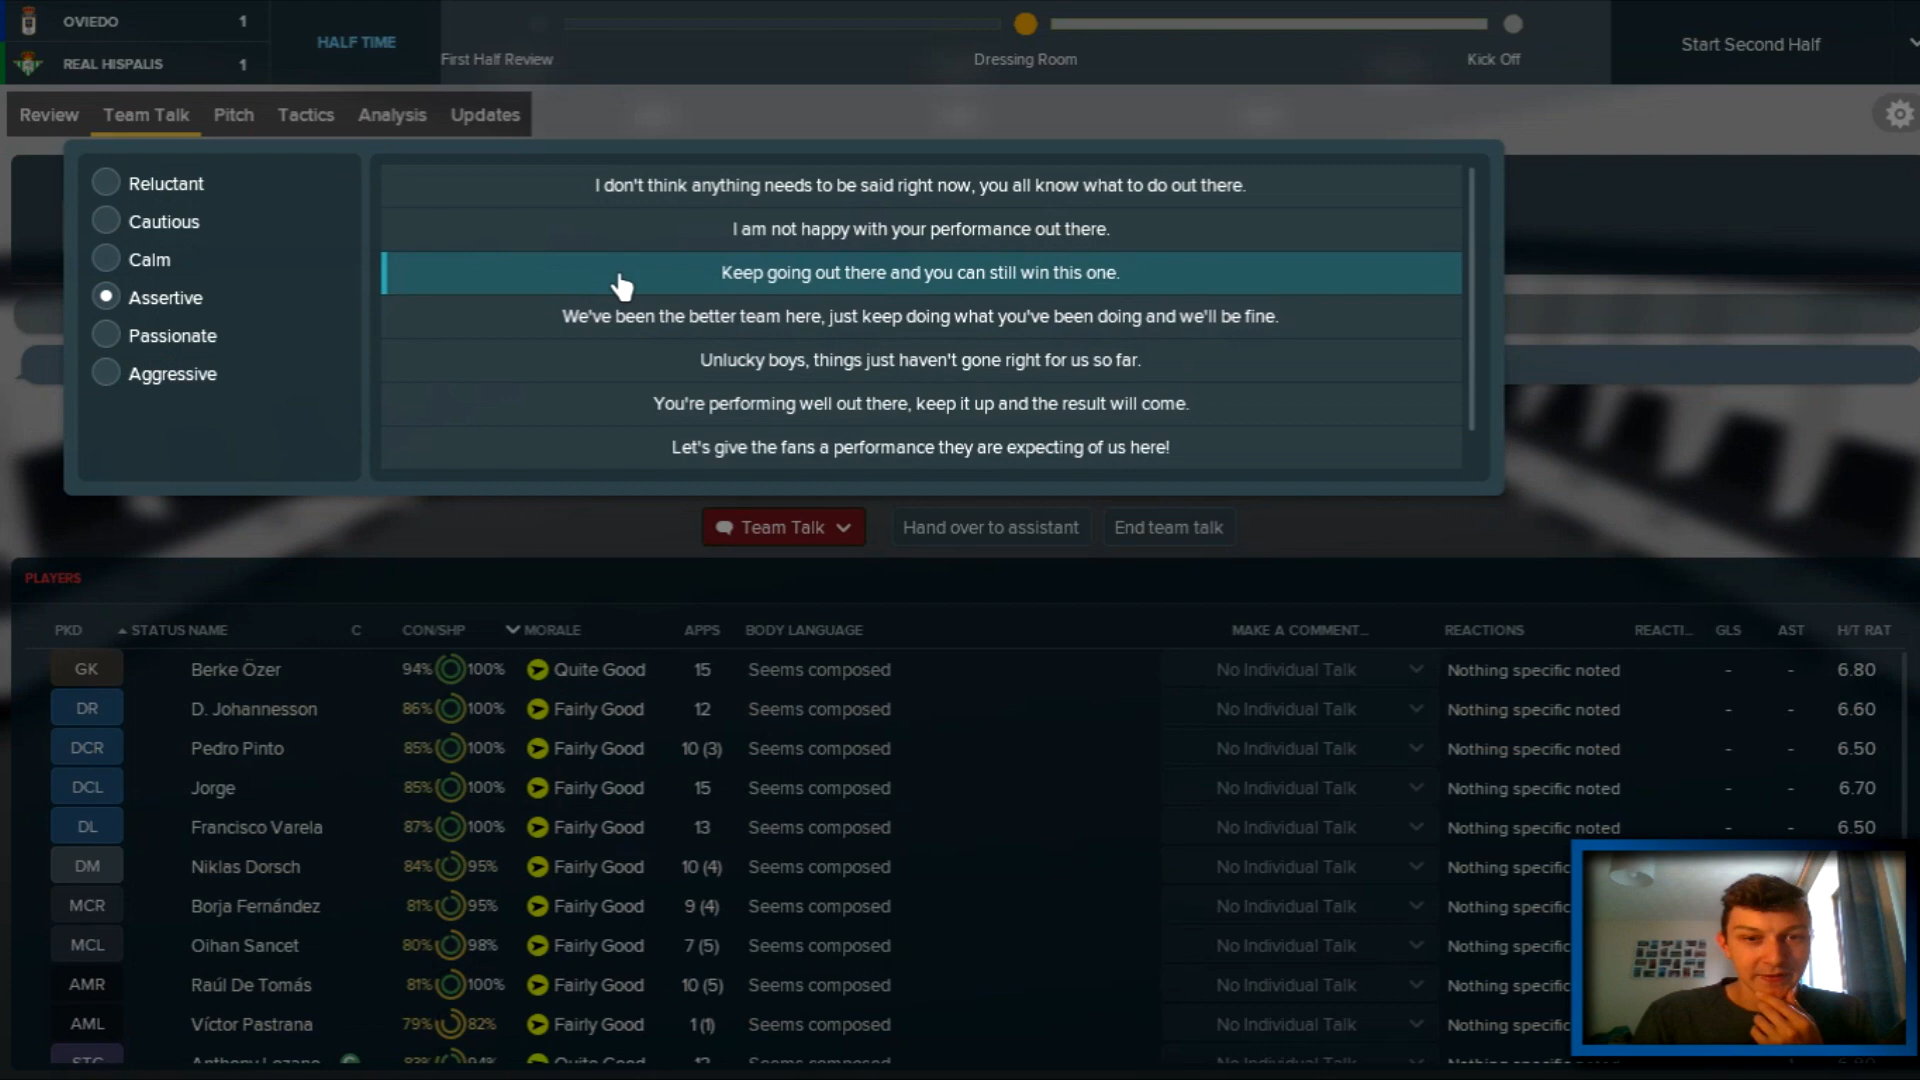 OVIEDO 1
REAL HISPALIS 1
HALF TIME
First Half Review
Dressing Room
Kick Off
Start Second Half
Review Team Talk Pitch Tactics Analysis Updates
Reluctant
Cautious
Calm
Assertive
Passionate
Aggressive
I don't think anything needs to be said right now, you all know what to do out there.
I am not happy with your performance out there.
Keep going out there and you can still win this one.
We've been the better team here, just keep doing what you've been doing and we'll be fine.
Unlucky boys, things just haven't gone right for us so far.
You're performing well out there, keep it up and the result will come.
Let's give the fans a performance they are expecting of us here!
Team Talk Hand over to assistant End team talk
PLAYERS
PKD STATUS NAME C CON/SHP MORALE APPS BODY LANGUAGE MAKE A COMMENT... REACTIONS REACTI... GLS AST H/T RAT
GK Berke Özer 94% 100% Quite Good 15 Seems composed No Individual Talk Nothing specific noted - - 6.80
DR D. Johannesson 86% 100% Fairly Good 12 Seems composed No Individual Talk Nothing specific noted - - 6.60
DCR Pedro Pinto 85% 100% Fairly Good 10 (3) Seems composed No Individual Talk Nothing specific noted - - 6.50
DCL Jorge 85% 100% Fairly Good 15 Seems composed No Individual Talk Nothing specific noted - - 6.70
DL Francisco Varela 87% 100% Fairly Good 13 Seems composed No Individual Talk Nothing specific noted - - 6.50
DM Niklas Dorsch 84% 95% Fairly Good 10 (4) Seems composed No Individual Talk Nothing specific
MCR Borja Fernández 81% 95% Fairly Good 9 (4) Seems composed No Individual Talk Nothing specific
MCL Oihan Sancet 80% 98% Fairly Good 7 (5) Seems composed No Individual Talk Nothing specific
AMR Raúl De Tomás 81% 100% Fairly Good 10 (5) Seems composed No Individual Talk Nothing specific
AML Víctor Pastrana 79% 82% Fairly Good 1 (1) Seems composed No Individual Talk Nothing specific
STC Anthony Lozano Quite Good Seems composed No Individual Talk Nothing specific